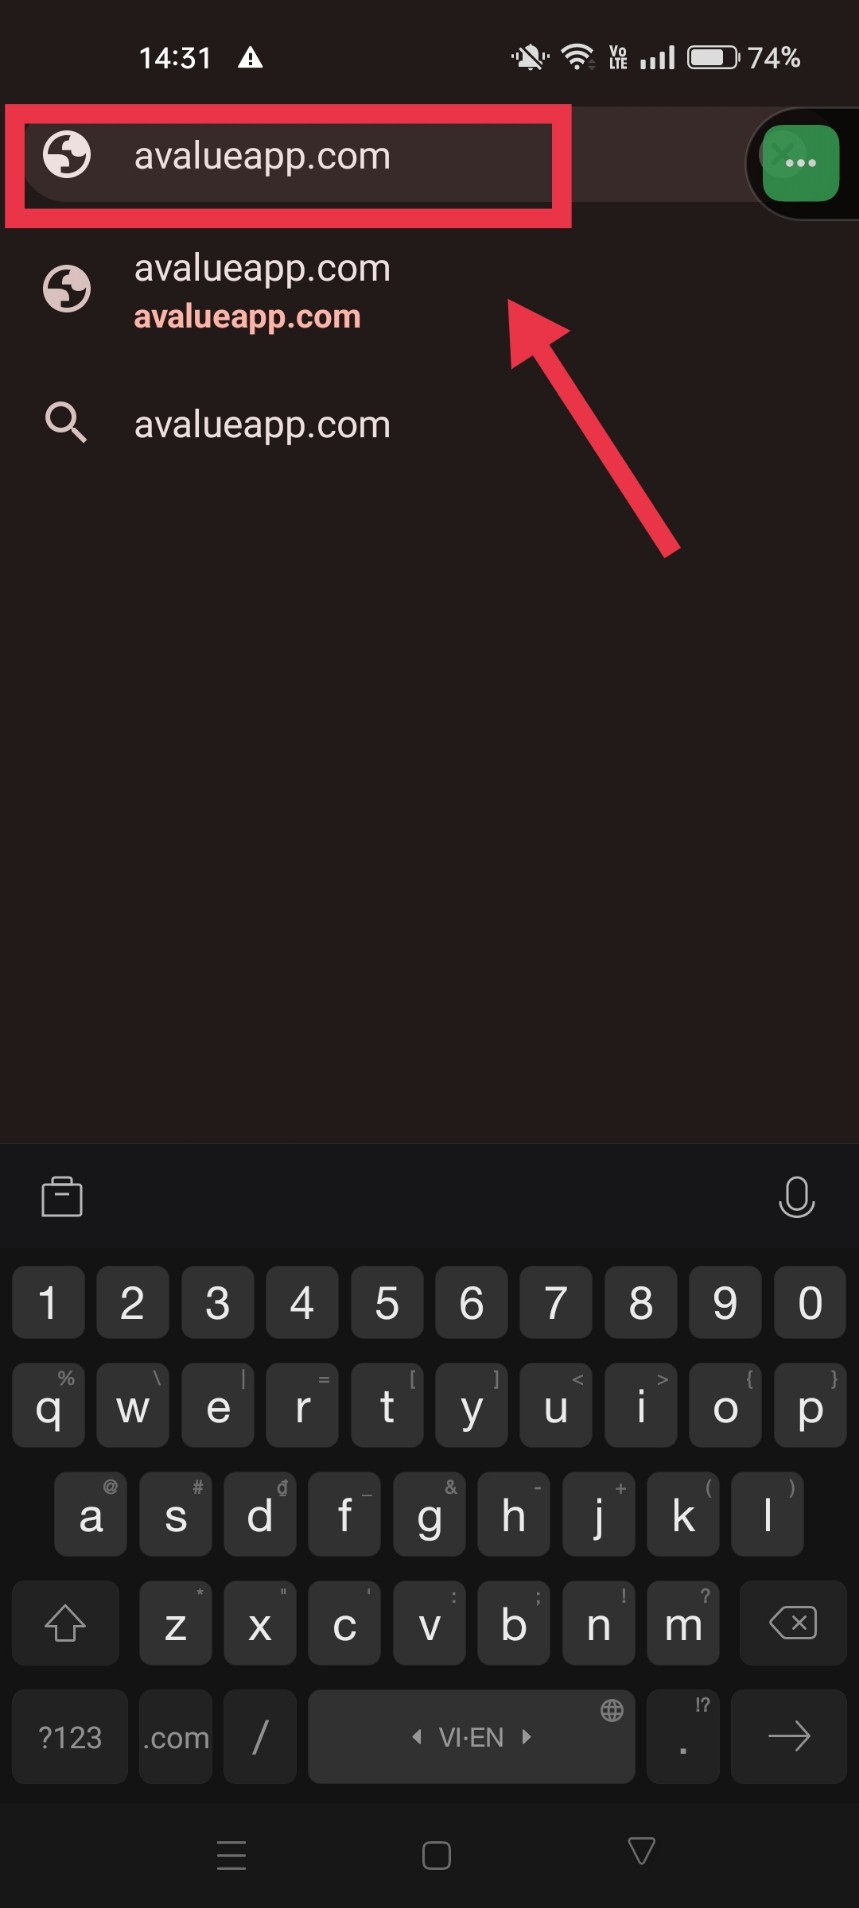 14:31
Vo LTE
74%
avalueapp.com
avalueapp.com
avalueapp.com
avalueapp.com
1 2 3 4 5 6 7 8 9 0
% \ | = [ ] < > { }
q w e r t y u i o p
@ # ₫ _ & - + ( )
a s d f g h j k l
* " ' : ; ! ?
z x c v b n m
!?
?123 .com / VI·EN .